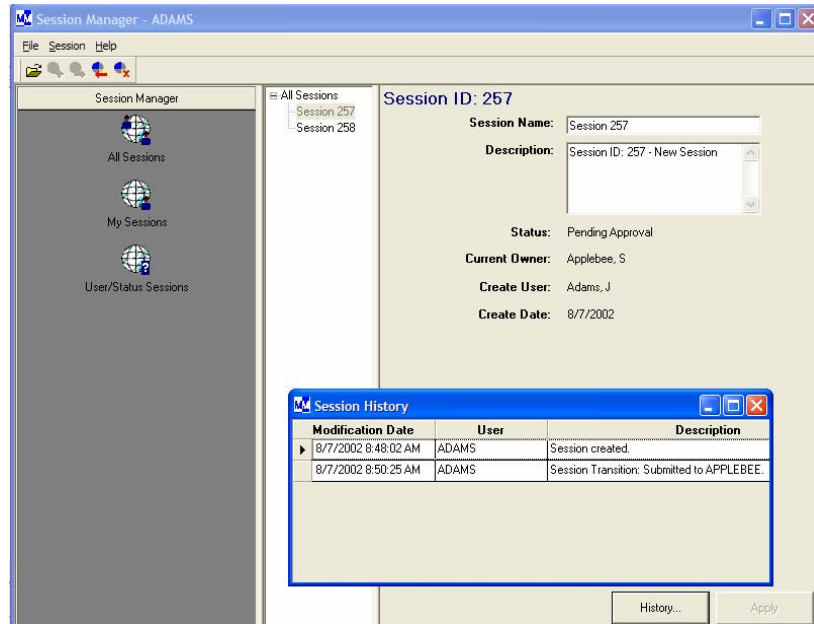 Session Manager - ADAMS
File Session Help
Session Manager
All Sessions
My Sessions
User/Status Sessions
All Sessions
Session 257
Session 258
Session ID: 257
Session Name: Session 257
Description: Session ID: 257 - New Session
Status: Pending Approval
Current Owner: Applebee, S
Create User: Adams, J
Create Date: 8/7/2002
Session History
Modification Date User Description
8/7/2002 8:48:02 AM ADAMS Session created.
8/7/2002 8:50:25 AM ADAMS Session Transition: Submitted to APPLEBEE.
History... Apply